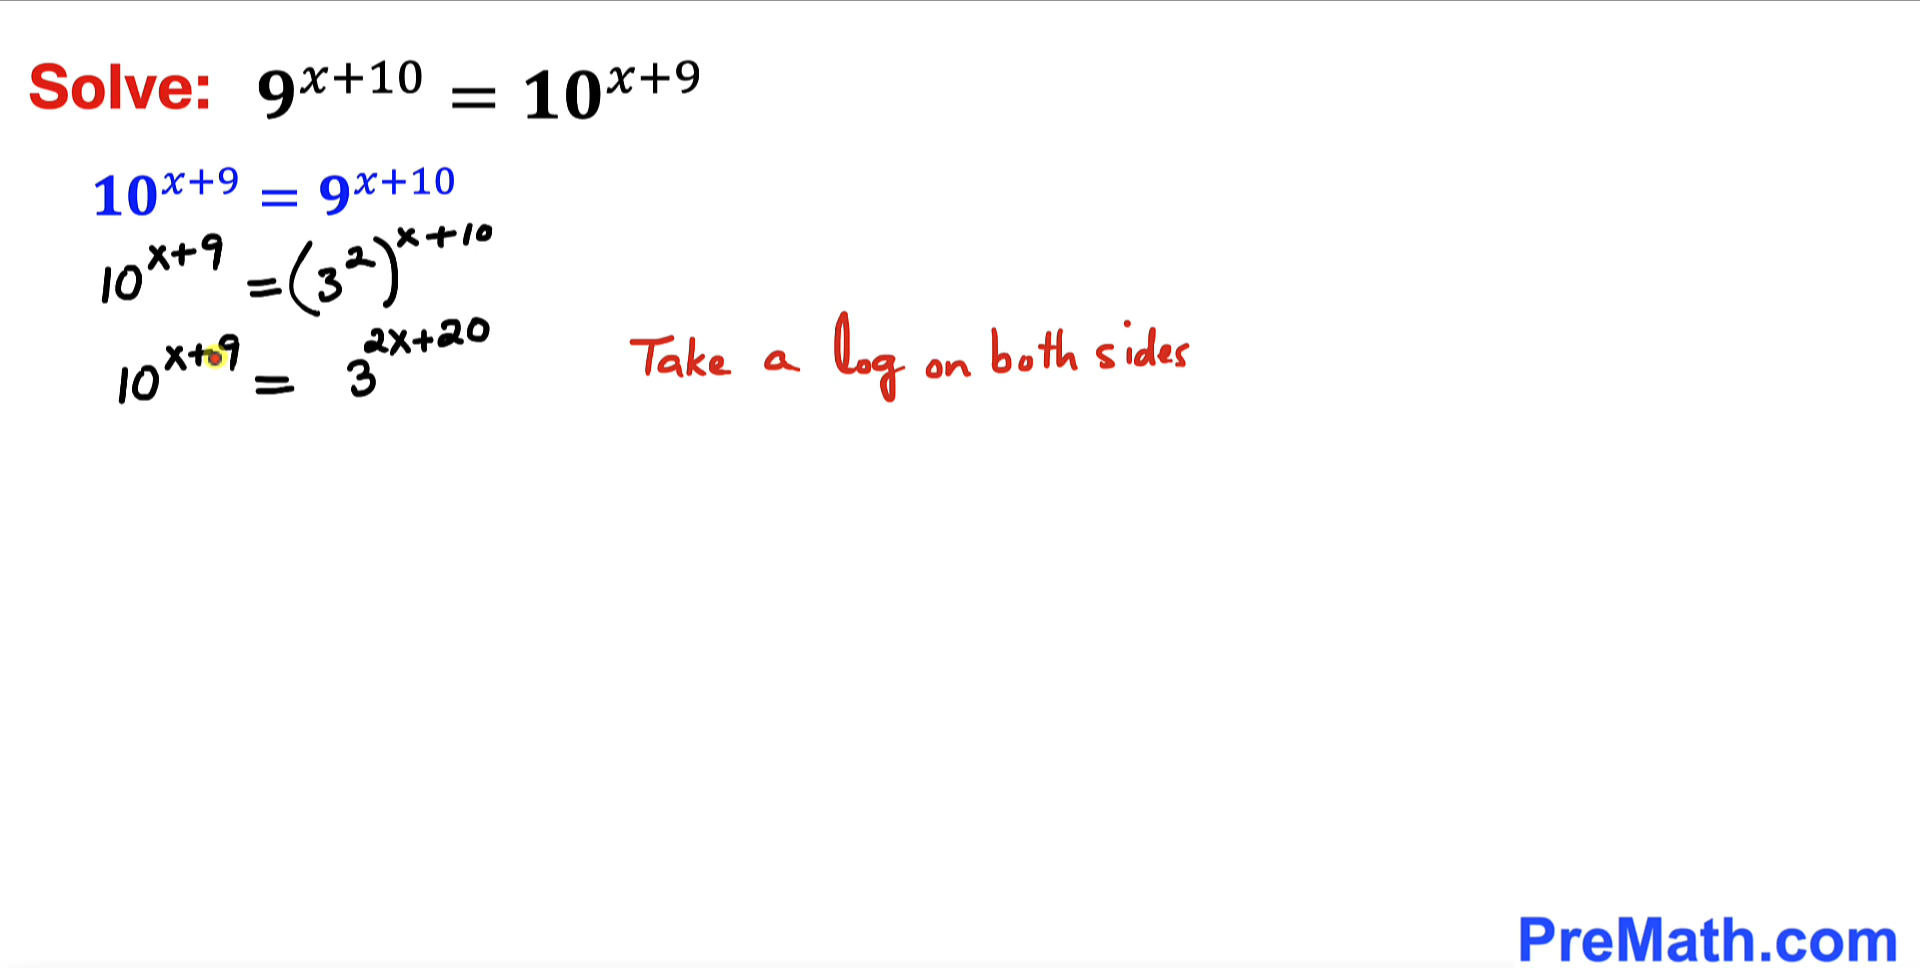 Solve: 9^{x+10} = 10^{x+9}
10^{x+9} = 9^{x+10}
10^{x+9} = (3^2)^{x+10}
10^{x+9} = 3^{2x+20} Take a log on both sides
PreMath.com